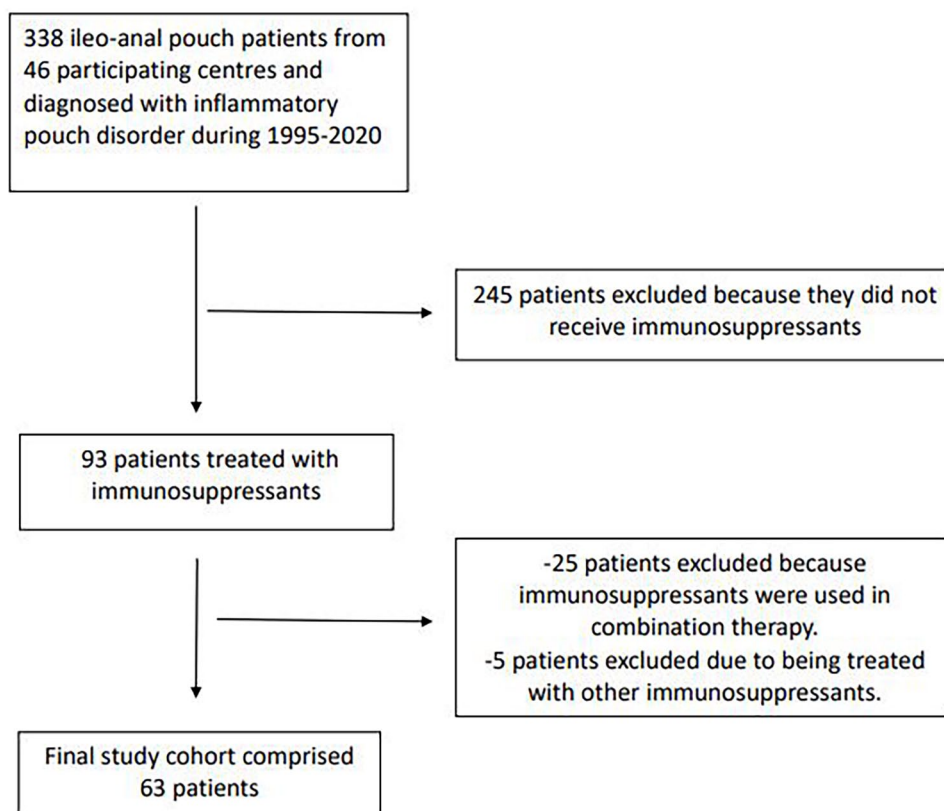 338 ileo-anal pouch patients from
46 participating centres and
diagnosed with inflammatory
pouch disorder during 1995-2020
245 patients excluded because they did not
receive immunosuppressants
93 patients treated with
immunosuppressants
-25 patients excluded because
immunosuppressants were used in
combination therapy.
-5 patients excluded due to being treated
with other immunosuppressants.
Final study cohort comprised
63 patients